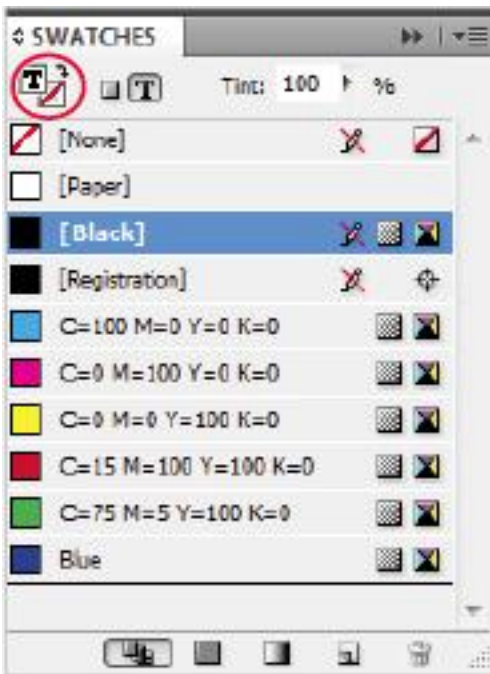 SWATCHES
T T Tint: 100 %
[None]
[Paper]
[Black]
[Registration]
C=100 M=0 Y=0 K=0
C=0 M=100 Y=0 K=0
C=0 M=0 Y=100 K=0
C=15 M=100 Y=100 K=0
C=75 M=5 Y=100 K=0
Blue